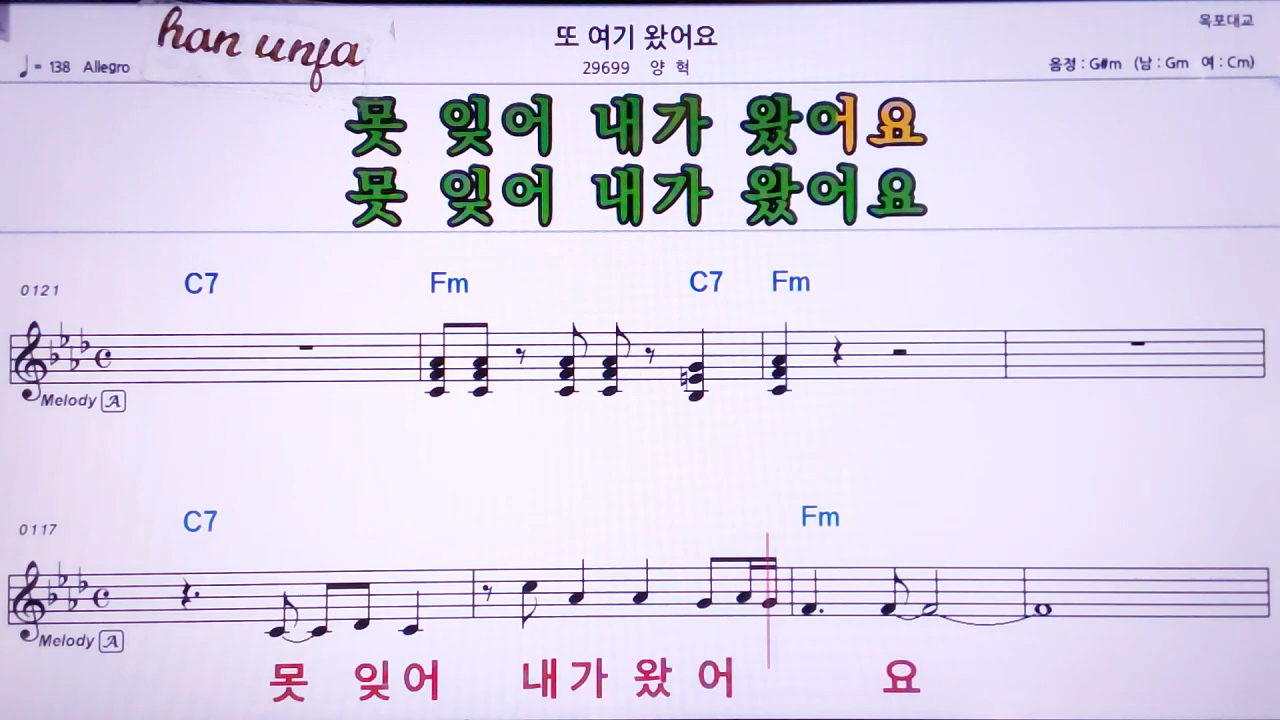 han unfa
또 여기 왔어요
목포대교
♩= 138 Allegro
29699 양 혁
음정 : G#m (남 : Gm 여 : Cm)
못 잊어 내가 왔어요
못 잊어 내가 왔어요
C7 Fm C7 Fm
0121
Melody A
C7 Fm
0117
Melody A
못 잊어 내가 왔 어 요